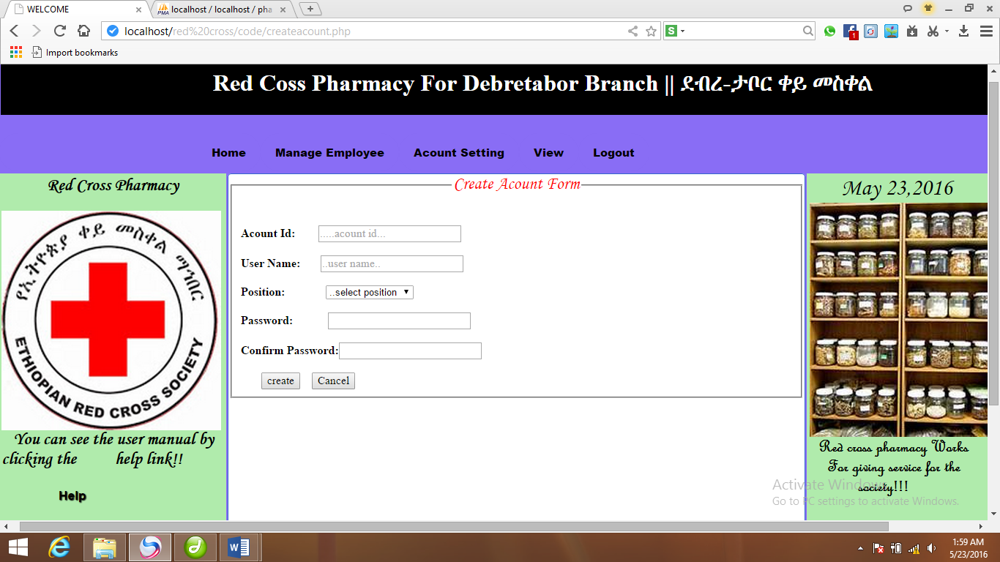 WELCOME
localhost / localhost / pha
localhost/red%20cross/code/createacount.php
S
1
Import bookmarks
Red Coss Pharmacy For Debretabor Branch || ደብረ-ታቦር ቀይ መስቀል
Home Manage Employee Acount Setting View Logout
Red Cross Pharmacy
የኢትዮጵያ ቀይ መስቀል ማኅበር
ETHIOPIAN RED CROSS SOCIETY
You can see the user manual by
clicking the help link!!
Help
Create Acount Form
Acount Id: .....acount id...
User Name: ..user name..
Position: ..select position
Password:
Confirm Password:
create Cancel
May 23,2016
Red cross pharmacy Works
For giving service for the
society!!!
Activate Windows
Go to PC settings to activate Windows.
1:59 AM
5/23/2016